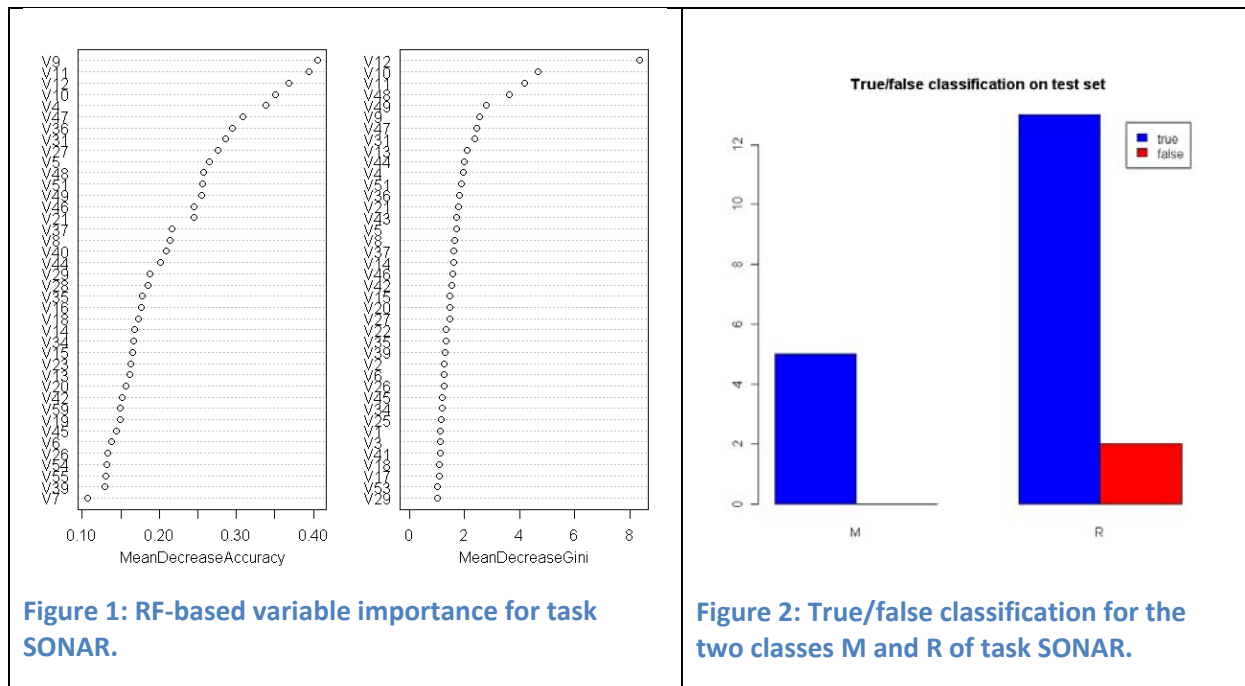 V9
V11
V12
V10
V4
V47
V36
V31
V27
V5
V48
V51
V49
V46
V21
V37
V8
V40
V44
V29
V28
V35
V16
V18
V14
V34
V15
V23
V13
V20
V42
V59
V19
V45
V6
V26
V54
V55
V39
V7
0.10 0.20 0.30 0.40
MeanDecreaseAccuracy
V12
V10
V11
V48
V49
V9
V47
V31
V13
V44
V4
V51
V36
V21
V43
V5
V8
V37
V14
V46
V42
V15
V20
V27
V22
V35
V39
V2
V6
V26
V45
V34
V25
V1
V3
V41
V18
V17
V53
V29
0 2 4 6 8
MeanDecreaseGini
Figure 1: RF-based variable importance for task
SONAR.
True/false classification on test set
true
false
12
10
8
6
4
2
0
M R
Figure 2: True/false classification for the
two classes M and R of task SONAR.